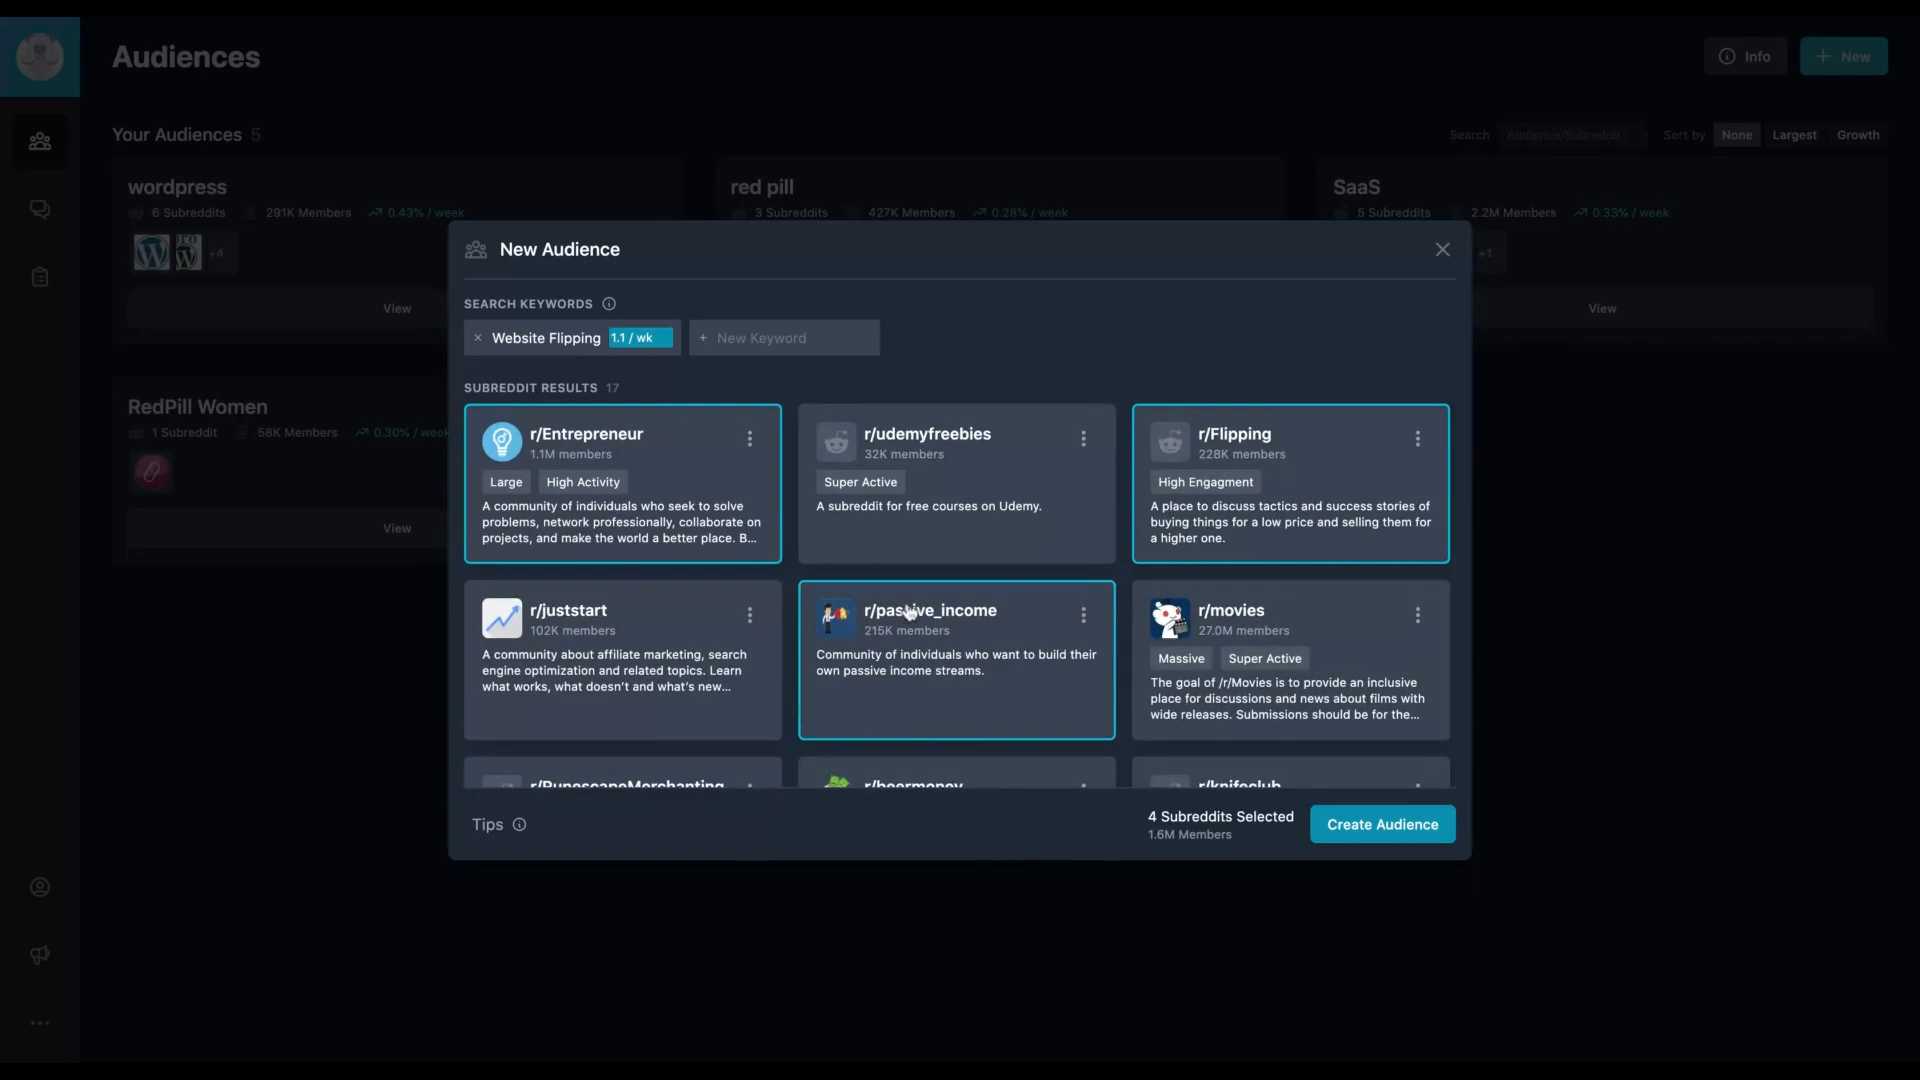 Audiences
Info
+ New
Your Audiences 5
Search Audience/Subreddit Sort by None Largest Growth
wordpress
6 Subreddits 291K Members 0.43% / week
+4
View
red pill
3 Subreddits 427K Members 0.28% / week
SaaS
5 Subreddits 2.2M Members 0.33% / week
+1
View
RedPill Women
1 Subreddit 58K Members 0.30% / week
View
New Audience
SEARCH KEYWORDS
× Website Flipping 1.1 / wk
+ New Keyword
SUBREDDIT RESULTS 17
r/Entrepreneur
1.1M members
Large High Activity
A community of individuals who seek to solve
problems, network professionally, collaborate on
projects, and make the world a better place. B...
r/udemyfreebies
32K members
Super Active
A subreddit for free courses on Udemy.
r/Flipping
228K members
High Engagment
A place to discuss tactics and success stories of
buying things for a low price and selling them for
a higher one.
r/juststart
102K members
A community about affiliate marketing, search
engine optimization and related topics. Learn
what works, what doesn't and what's new...
r/passive_income
215K members
Community of individuals who want to build their
own passive income streams.
r/movies
27.0M members
Massive Super Active
The goal of /r/Movies is to provide an inclusive
place for discussions and news about films with
wide releases. Submissions should be for the...
r/RunescapeMerchanting
r/beermoney
r/knifeclub
Tips
4 Subreddits Selected
1.6M Members
Create Audience